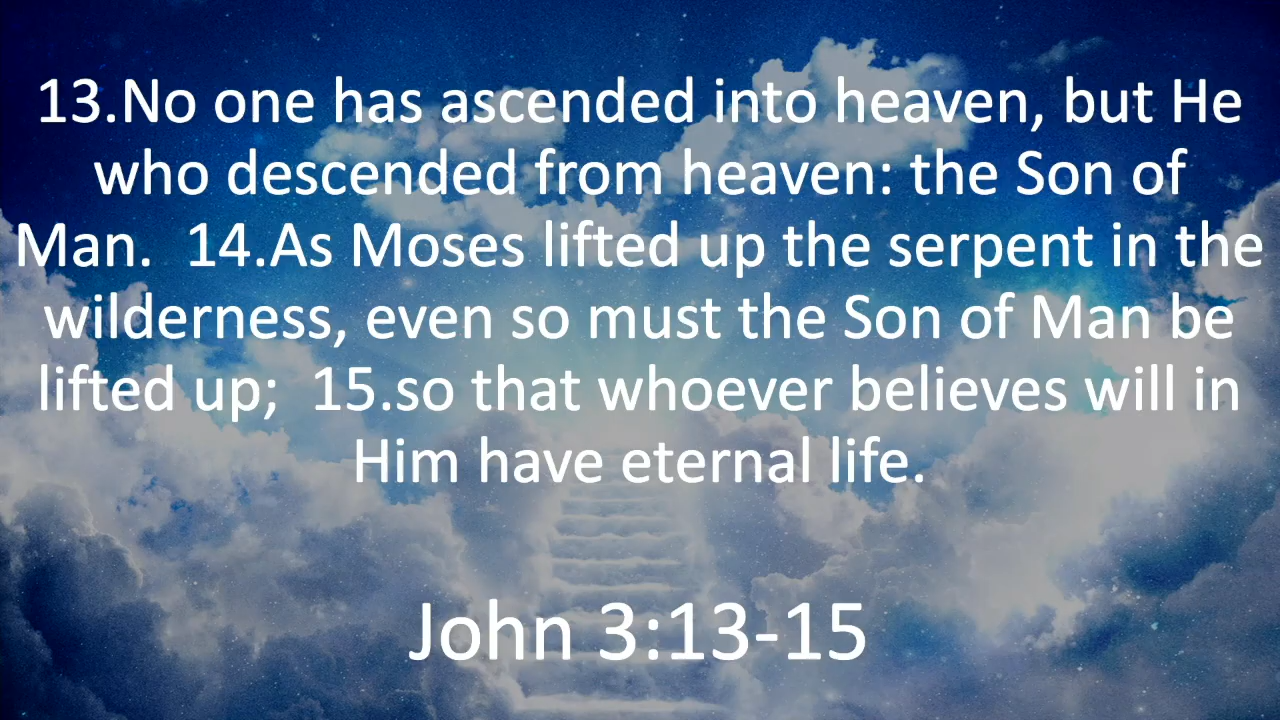 13.No one has ascended into heaven, but He
who descended from heaven: the Son of
Man.  14.As Moses lifted up the serpent in the
wilderness, even so must the Son of Man be
lifted up;  15.so that whoever believes will in
Him have eternal life.
John 3:13-15